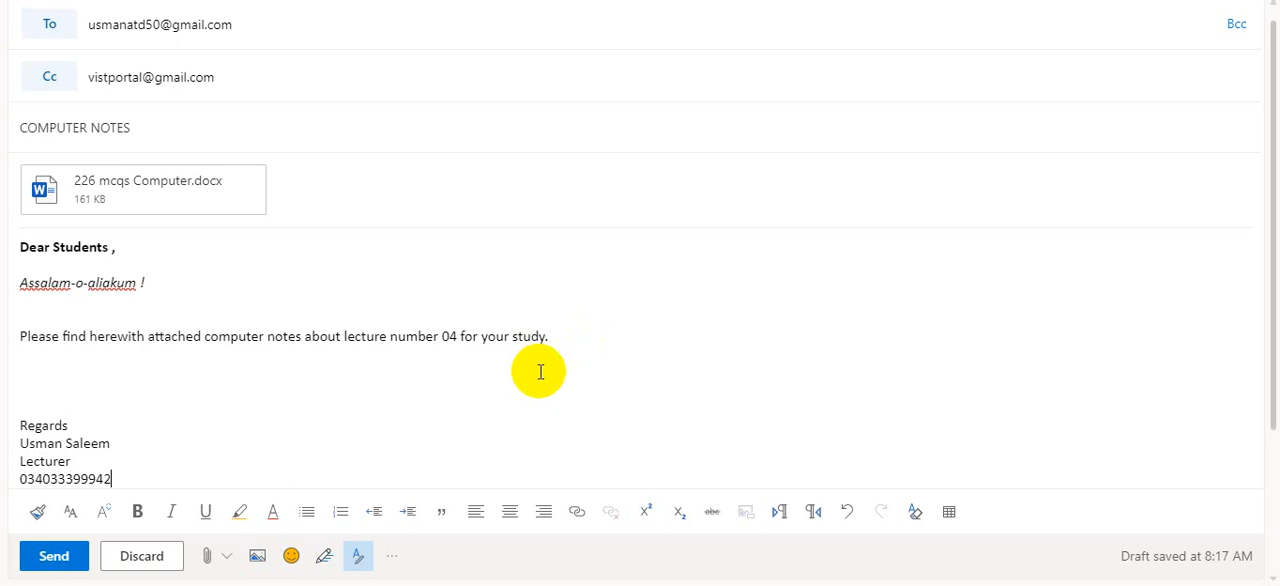 To usmanatd50@gmail.com Bcc
Cc vistportal@gmail.com
COMPUTER NOTES
226 mcqs Computer.docx
161 KB
Dear Students ,
Assalam-o-aliakum !
Please find herewith attached computer notes about lecture number 04 for your study.
Regards
Usman Saleem
Lecturer
034033399942
Send Discard Draft saved at 8:17 AM